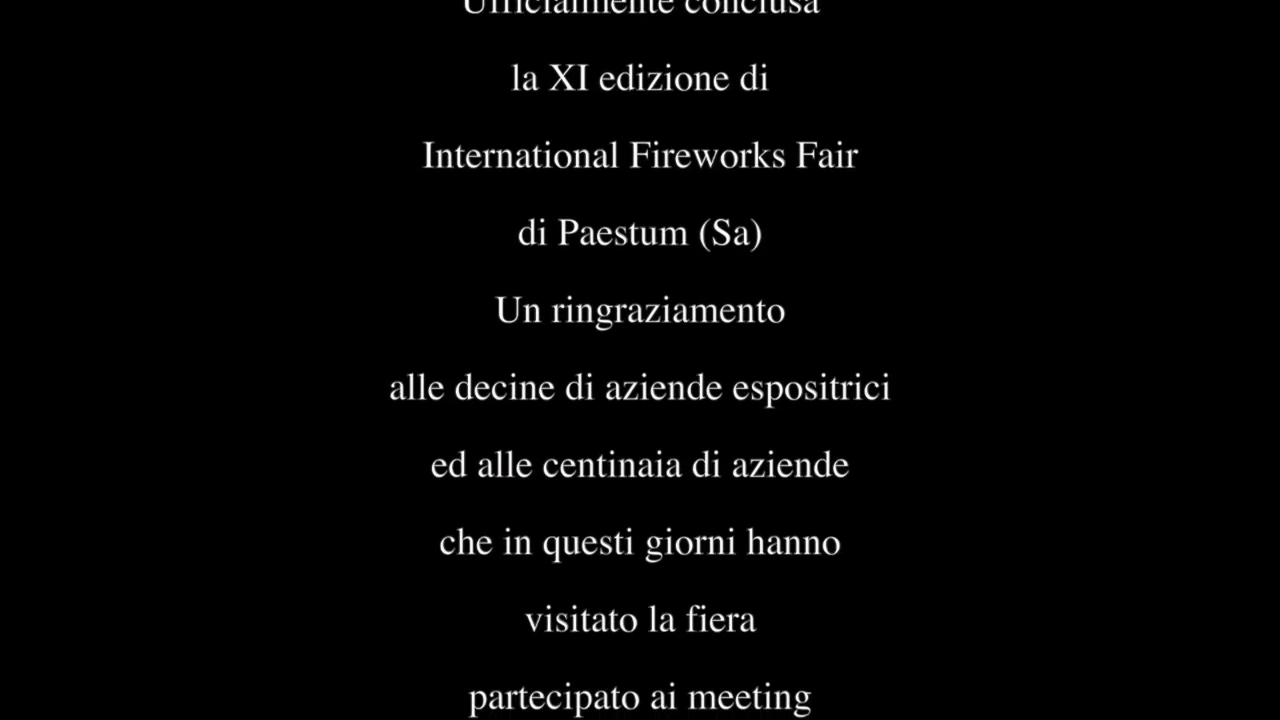 Ufficialmente conclusa
la XI edizione di
International Fireworks Fair
di Paestum (Sa)
Un ringraziamento
alle decine di aziende espositrici
ed alle centinaia di aziende
che in questi giorni hanno
visitato la fiera
partecipato ai meeting